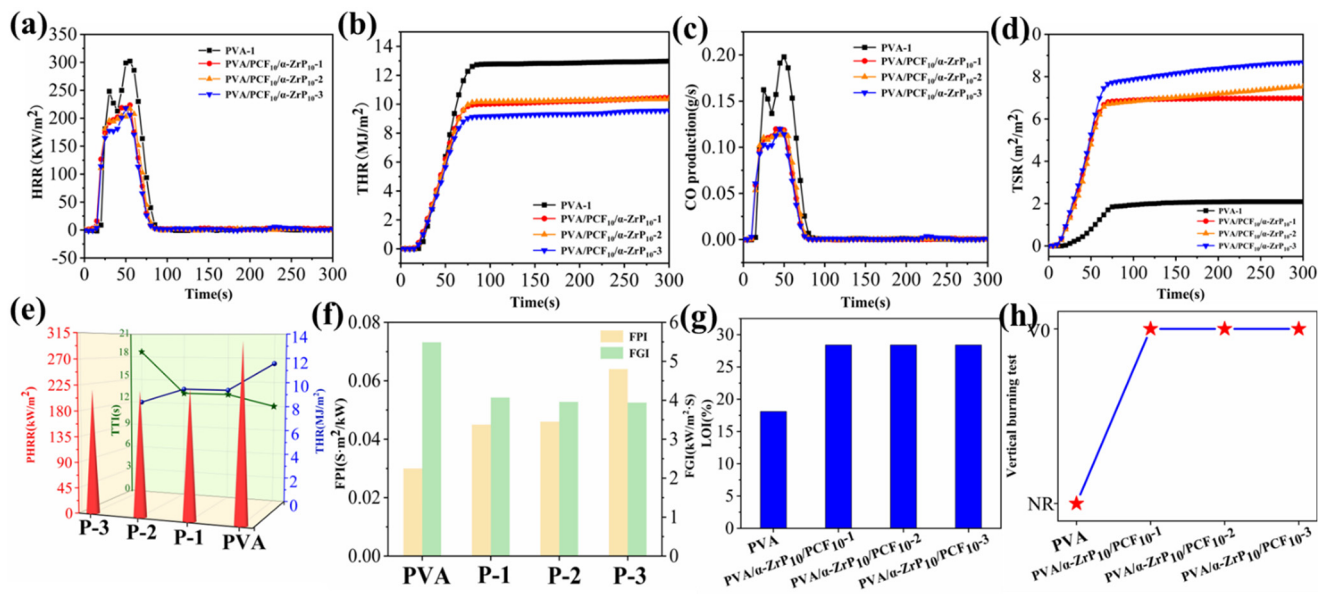 (a)
350
300
250
200
150
100
50
0
-50
HRR (KW/m²)
0 50 100 150 200 250 300
Time(s)
PVA-1
PVA/PCF₁₀/α-ZrP₁₀-1
PVA/PCF₁₀/α-ZrP₁₀-2
PVA/PCF₁₀/α-ZrP₁₀-3
(b)
14
12
10
8
6
4
2
0
THR (MJ/m²)
0 50 100 150 200 250 300
Time(s)
PVA-1
PVA/PCF₁₀/α-ZrP₁₀-1
PVA/PCF₁₀/α-ZrP₁₀-2
PVA/PCF₁₀/α-ZrP₁₀-3
(c)
0.20
0.15
0.10
0.05
0.00
CO production(g/s)
0 50 100 150 200 250 300
Time(s)
PVA-1
PVA/PCF₁₀/α-ZrP₁₀-1
PVA/PCF₁₀/α-ZrP₁₀-2
PVA/PCF₁₀/α-ZrP₁₀-3
(d)
10
8
6
4
2
0
TSR (m²/m²)
0 50 100 150 200 250 300
Time(s)
PVA-1
PVA/PCF₁₀/α-ZrP₁₀-1
PVA/PCF₁₀/α-ZrP₁₀-2
PVA/PCF₁₀/α-ZrP₁₀-3
(e)
315
270
225
180
135
90
45
0
PHRR(kW/m²)
21
18
15
12
9
6
3
0
TTI(s)
14
12
10
8
6
4
2
0
THR(MJ/m²)
P-3 P-2 P-1 PVA
(f)
0.08
0.06
0.04
0.02
0.00
FPI(S·m²/kW)
FPI
FGI
6
5
4
3
2
1
0
FGI(kW/m²·S)
PVA P-1 P-2 P-3
(g)
30
25
20
15
10
5
0
LOI(%)
PVA
PVA/α-ZrP₁₀/PCF₁₀-1
PVA/α-ZrP₁₀/PCF₁₀-2
PVA/α-ZrP₁₀/PCF₁₀-3
(h)
V0
NR
Vertical burning test
PVA
PVA/α-ZrP₁₀/PCF₁₀-1
PVA/α-ZrP₁₀/PCF₁₀-2
PVA/α-ZrP₁₀/PCF₁₀-3